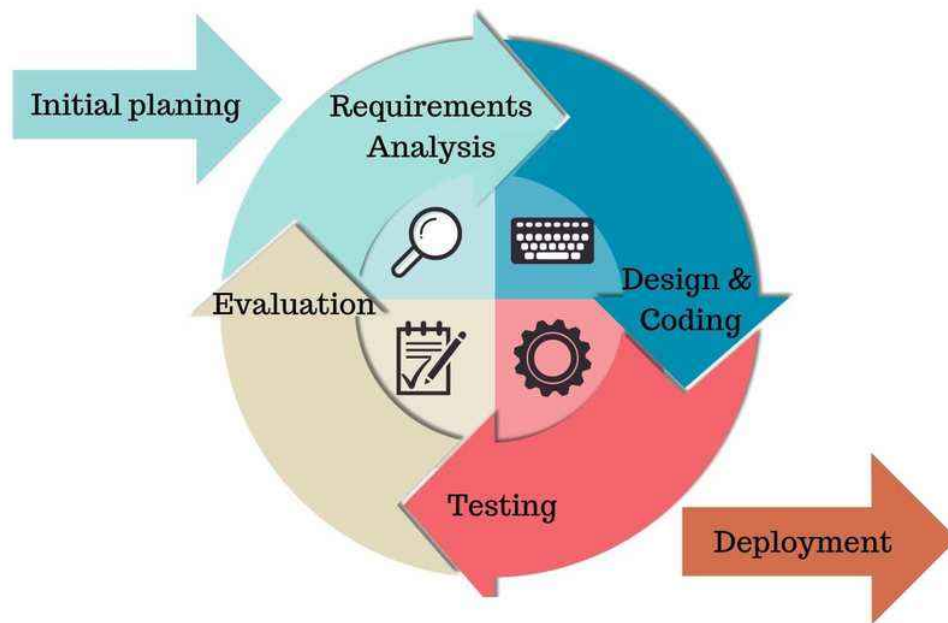 Initial planing
Requirements
Analysis
Design &
Coding
Evaluation
Testing
Deployment